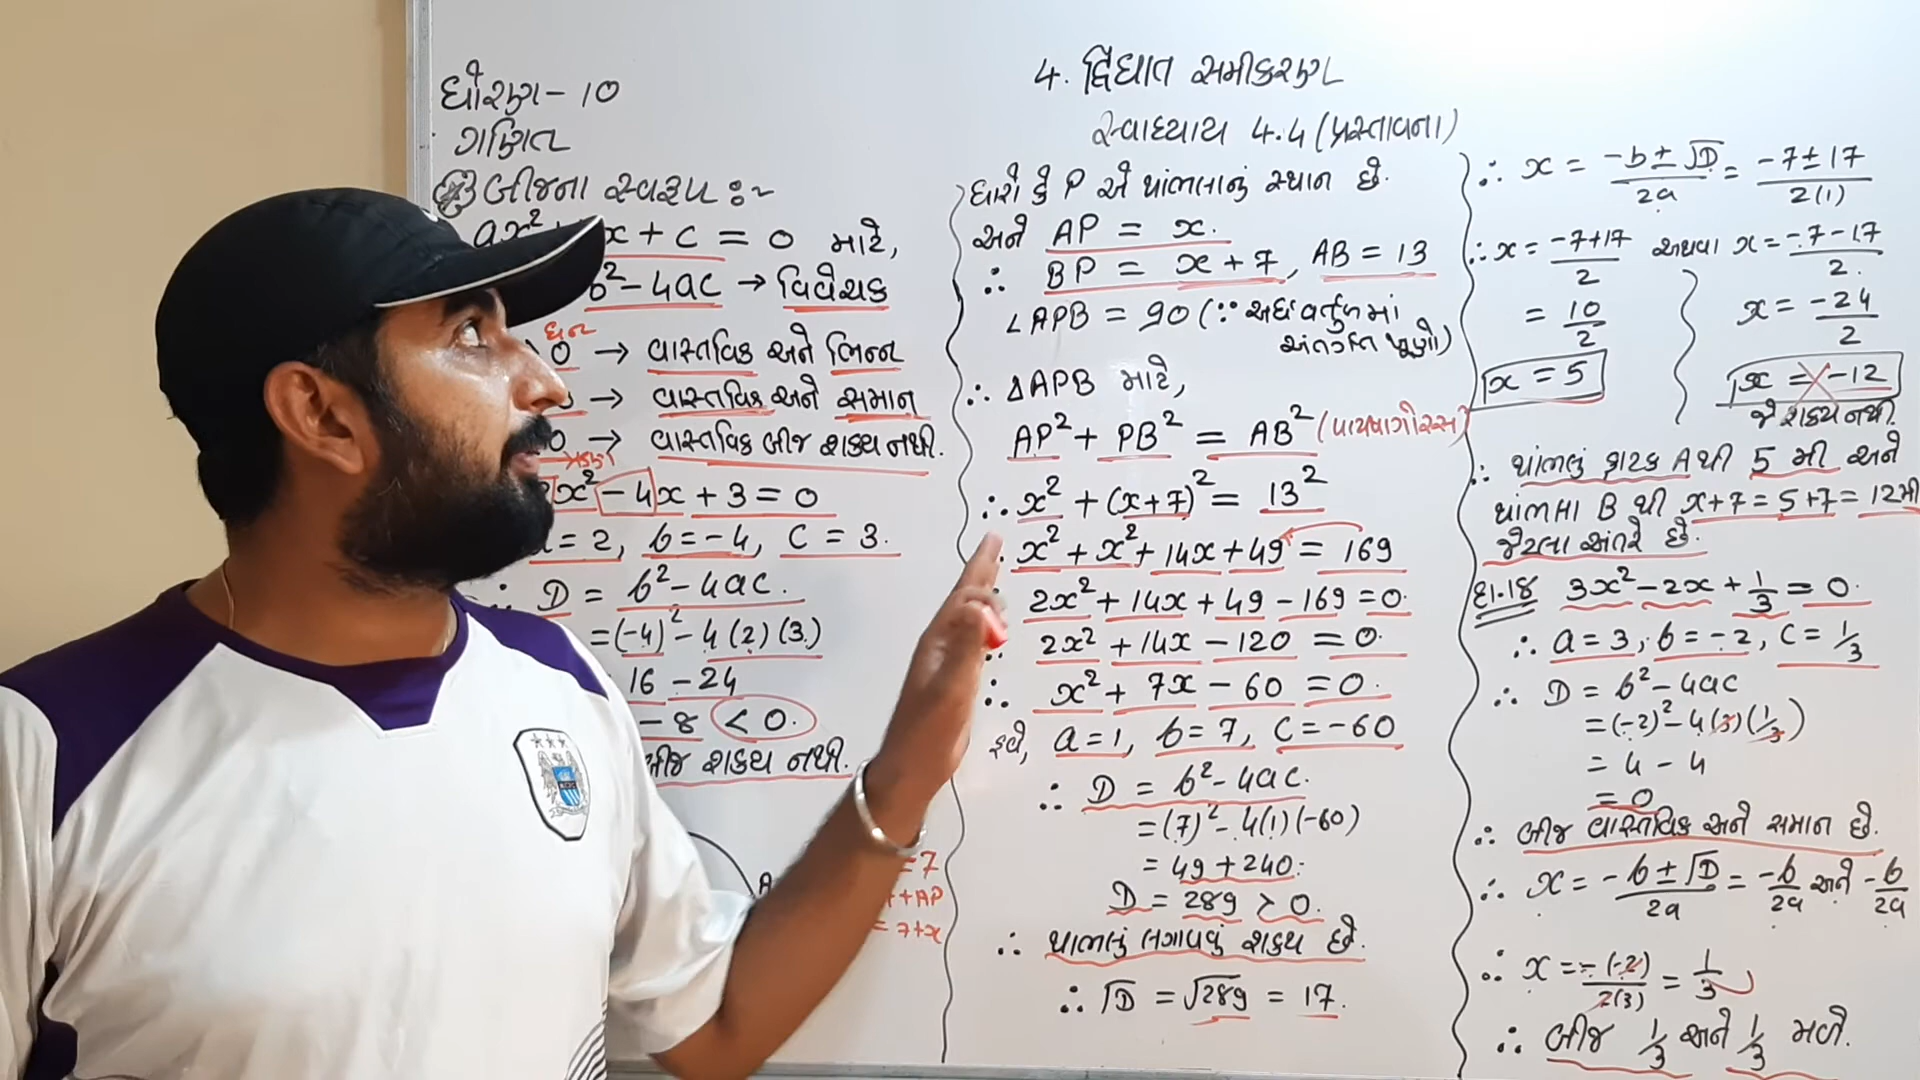 ધોરણ - 10
ગણિત
4. દ્વિઘાત સમીકરણ
સ્વાધ્યાય 4.4 (પ્રસ્તાવના)
બીજના સ્વરૂપ :~
ax² x + c = 0 માટે,
b² - 4ac → વિવેચક
ધન
0 → વાસ્તવિક અને ભિન્ન
→ વાસ્તવિક અને સમાન
0 → વાસ્તવિક બીજ શક્ય નથી.
x² - 4x + 3 = 0
= 2, b = -4, C = 3.
∴ D = b² - 4ac.
= (-4)² - 4 (2) (3)
16 - 24
- 8 < 0.
બીજ શક્ય નથી.
A
= 7
+ AP
= 7 + x
ધારો કે P એ થાંભલાનું સ્થાન છે.
અને AP = x.
∴ BP = x + 7, AB = 13
∠APB = 90 (∵ અર્ધવર્તુળમાં
અંતર્ગત ખૂણો)
∴ ΔAPB માટે,
AP² + PB² = AB² (પાયથાગોરસ)
∴ x² + (x+7)² = 13²
x² + x² + 14x + 49 = 169
2x² + 14x + 49 - 169 = 0.
2x² + 14x - 120 = 0.
∴ x² + 7x - 60 = 0.
હવે, a = 1, b = 7, C = -60
∴ D = b² - 4ac.
= (7)² - 4(1)(-60)
= 49 + 240.
D = 289 > 0.
∴ થાંભલું લગાવવું શક્ય છે.
∴ √D = √289 = 17.
∴ x = (-b ± √D)/2a = (-7 ± 17)/2(1)
∴ x = (-7+17)/2 અથવા x = (-7-17)/2.
= 10/2 x = -24/2
x = 5 x = -12
જે શક્ય નથી.
∴ થાંભલું ફાટક A થી 5 મી અને
થાંભલા B થી x+7 = 5+7 = 12મી
જેટલા અંતરે છે.
ઉદા.18 3x² - 2x + 1/3 = 0.
∴ a = 3, b = -2, C = 1/3
∴ D = b² - 4ac
= (-2)² - 4(3)(1/3)
= 4 - 4
= 0
∴ બીજ વાસ્તવિક અને સમાન છે.
∴ x = (-b ± √D)/2a = -b/2a અને -b/2a
∴ x = -(-2)/2(3) = 1/3
∴ બીજ 1/3 અને 1/3 મળે.